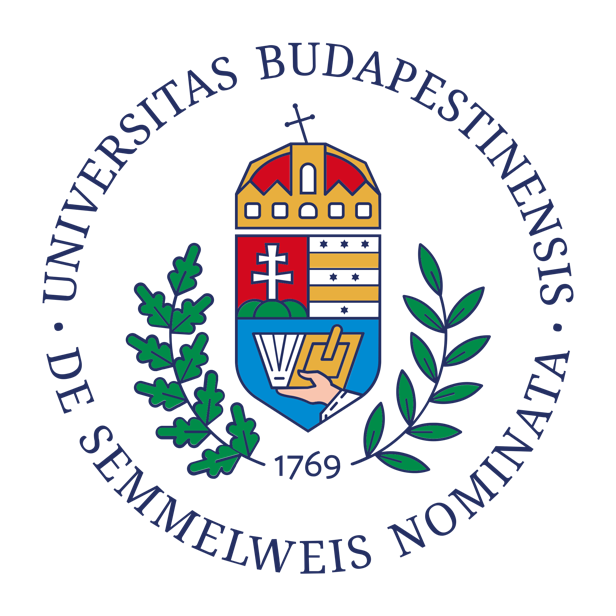 UNIVERSITAS BUDAPESTINENSIS
• DE SEMMELWEIS NOMINATA •
1769